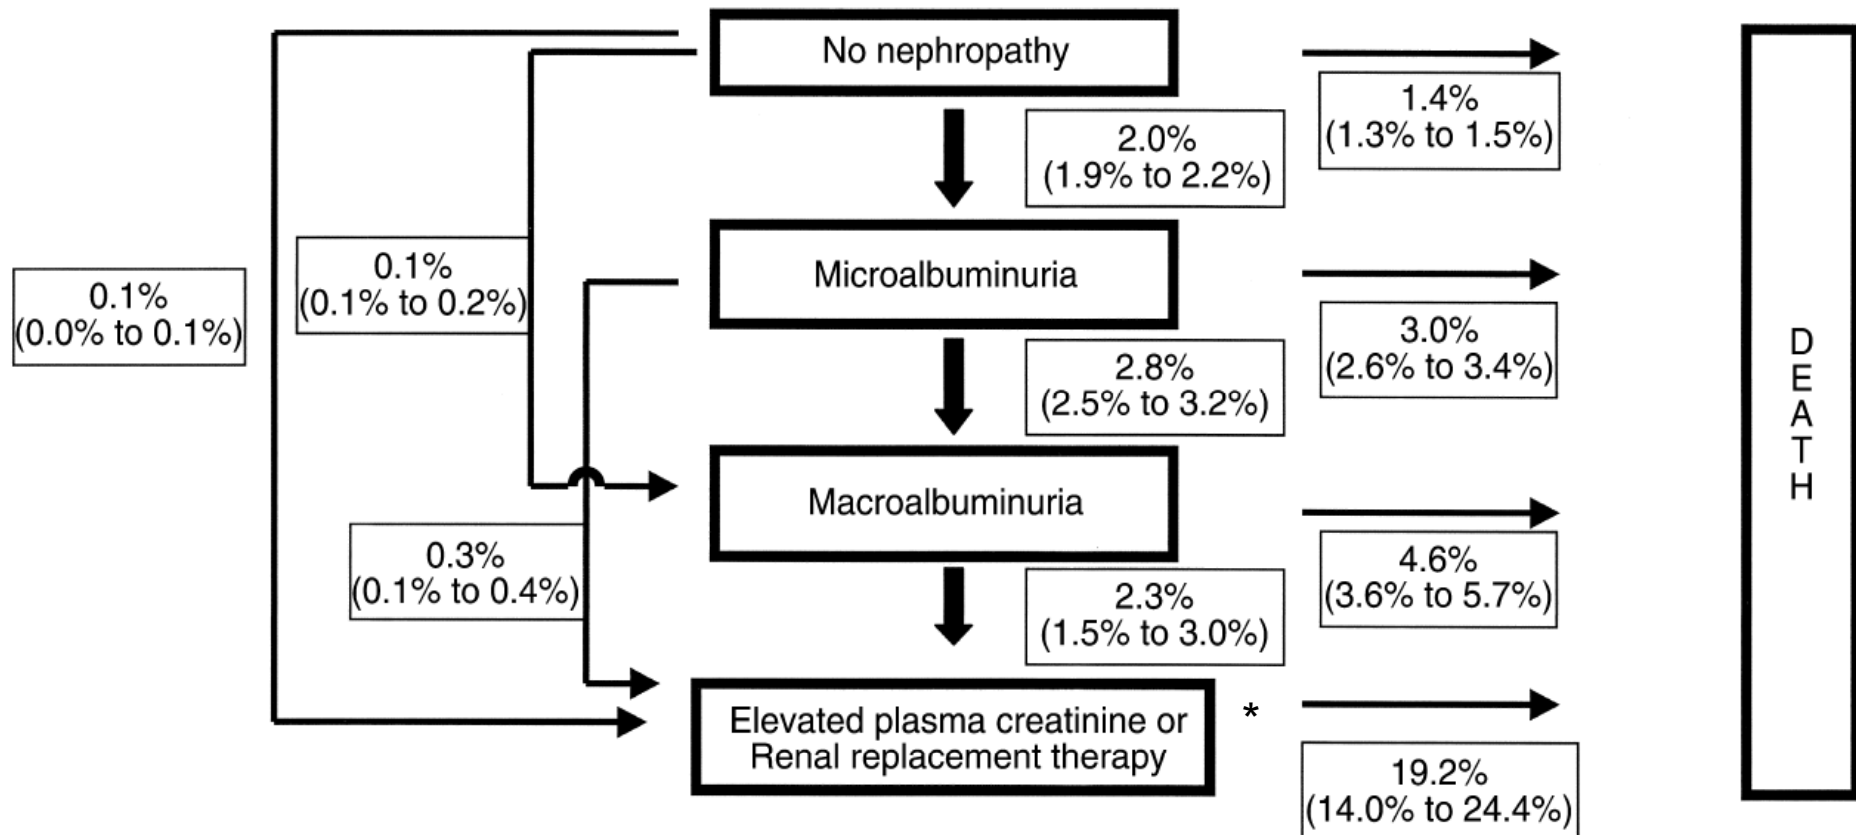 No nephropathy
1.4%
(1.3% to 1.5%)
2.0%
(1.9% to 2.2%)
0.1%
(0.1% to 0.2%)
0.1%
(0.0% to 0.1%)
Microalbuminuria
3.0%
(2.6% to 3.4%)
2.8%
(2.5% to 3.2%)
D
E
A
T
H
Macroalbuminuria
4.6%
(3.6% to 5.7%)
0.3%
(0.1% to 0.4%)
2.3%
(1.5% to 3.0%)
Elevated plasma creatinine or
Renal replacement therapy
*
19.2%
(14.0% to 24.4%)